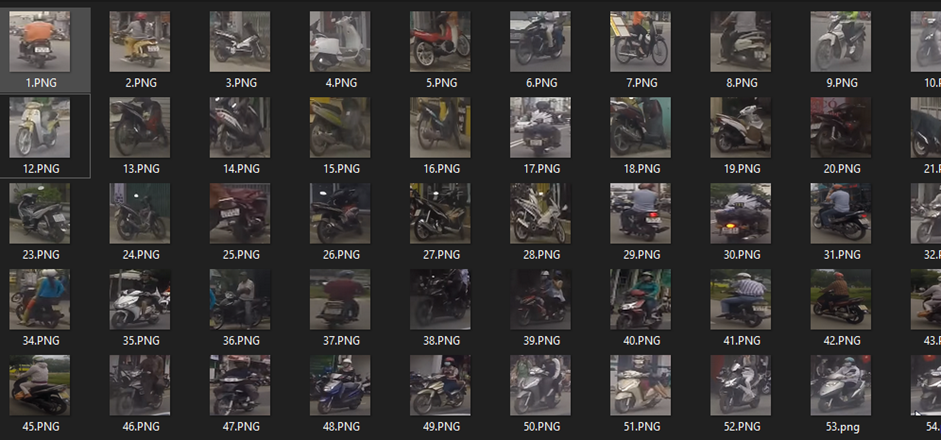 1.PNG 2.PNG 3.PNG 4.PNG 5.PNG 6.PNG 7.PNG 8.PNG 9.PNG 10.P
12.PNG 13.PNG 14.PNG 15.PNG 16.PNG 17.PNG 18.PNG 19.PNG 20.PNG 21.P
23.PNG 24.PNG 25.PNG 26.PNG 27.PNG 28.PNG 29.PNG 30.PNG 31.PNG 32.P
34.PNG 35.PNG 36.PNG 37.PNG 38.PNG 39.PNG 40.PNG 41.PNG 42.PNG 43.P
45.PNG 46.PNG 47.PNG 48.PNG 49.PNG 50.PNG 51.PNG 52.PNG 53.png 54.